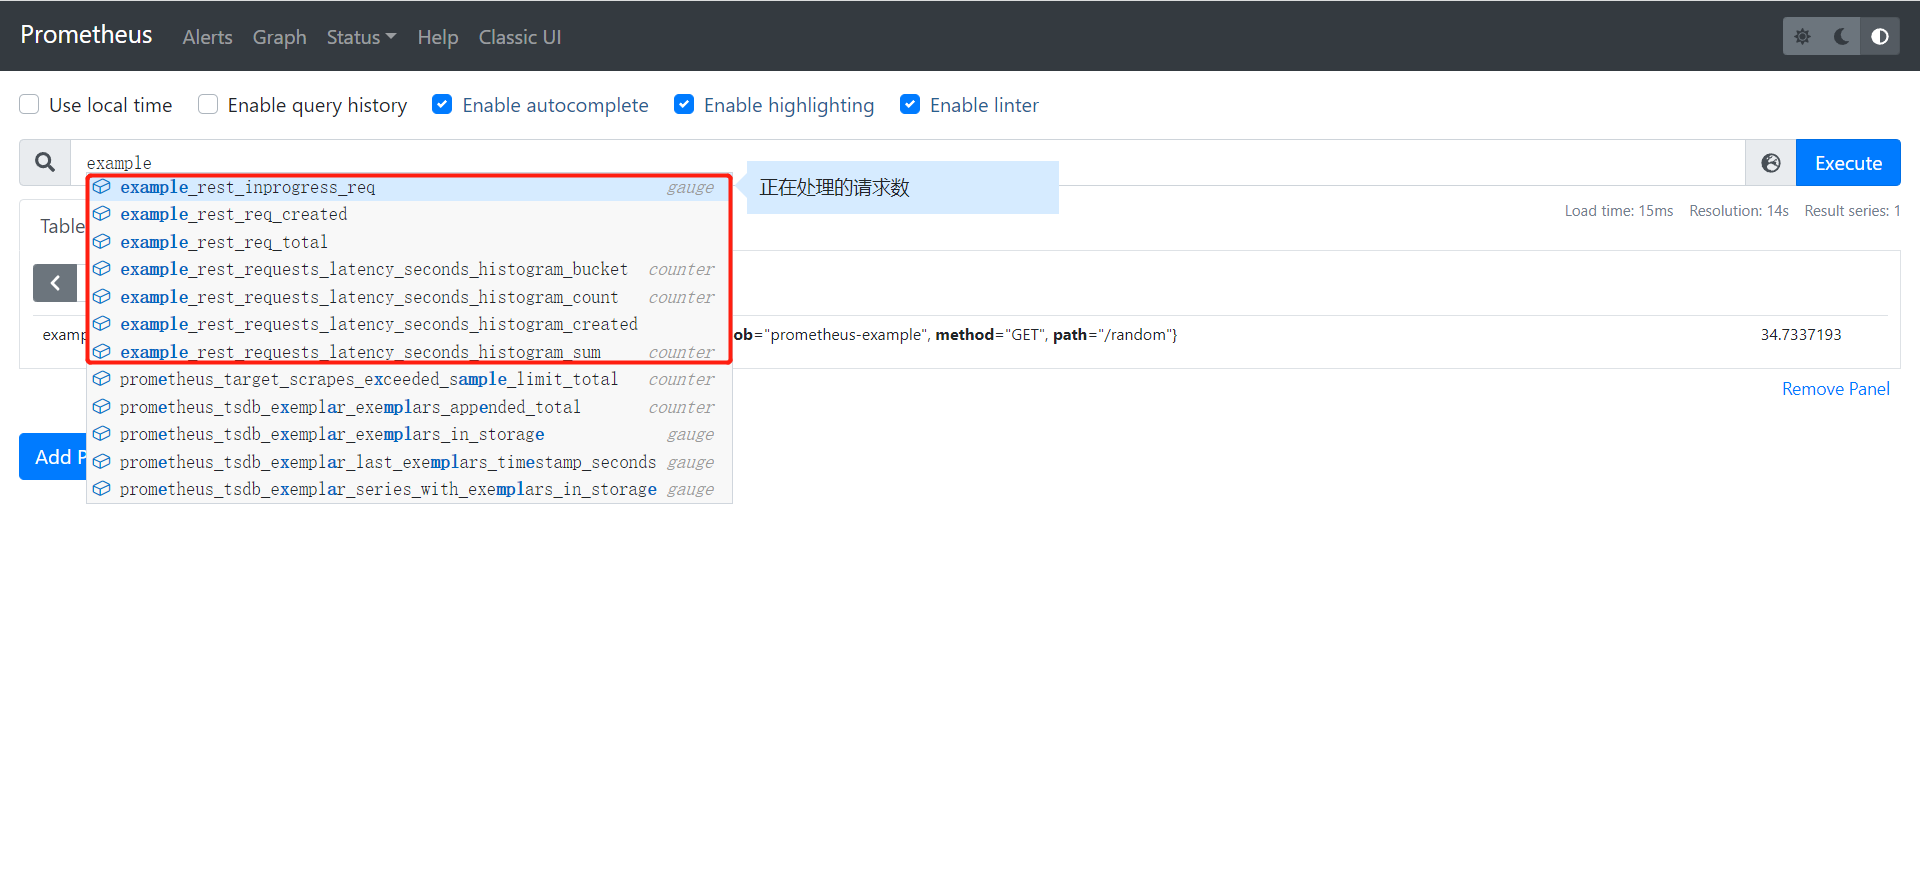 Prometheus Alerts Graph Status Help Classic UI
Use local time Enable query history Enable autocomplete Enable highlighting Enable linter
example Execute
example_rest_inprogress_req gauge 正在处理的请求数
Load time: 15ms Resolution: 14s Result series: 1
example_rest_req_created
Table
example_rest_req_total
example_rest_requests_latency_seconds_histogram_bucket counter
example_rest_requests_latency_seconds_histogram_count counter
example_rest_requests_latency_seconds_histogram_created
examp ob="prometheus-example", method="GET", path="/random"} 34.7337193
example_rest_requests_latency_seconds_histogram_sum counter
prometheus_target_scrapes_exceeded_sample_limit_total counter
Remove Panel
prometheus_tsdb_exemplar_exemplars_appended_total counter
prometheus_tsdb_exemplar_exemplars_in_storage gauge
Add P
prometheus_tsdb_exemplar_last_exemplars_timestamp_seconds gauge
prometheus_tsdb_exemplar_series_with_exemplars_in_storage gauge